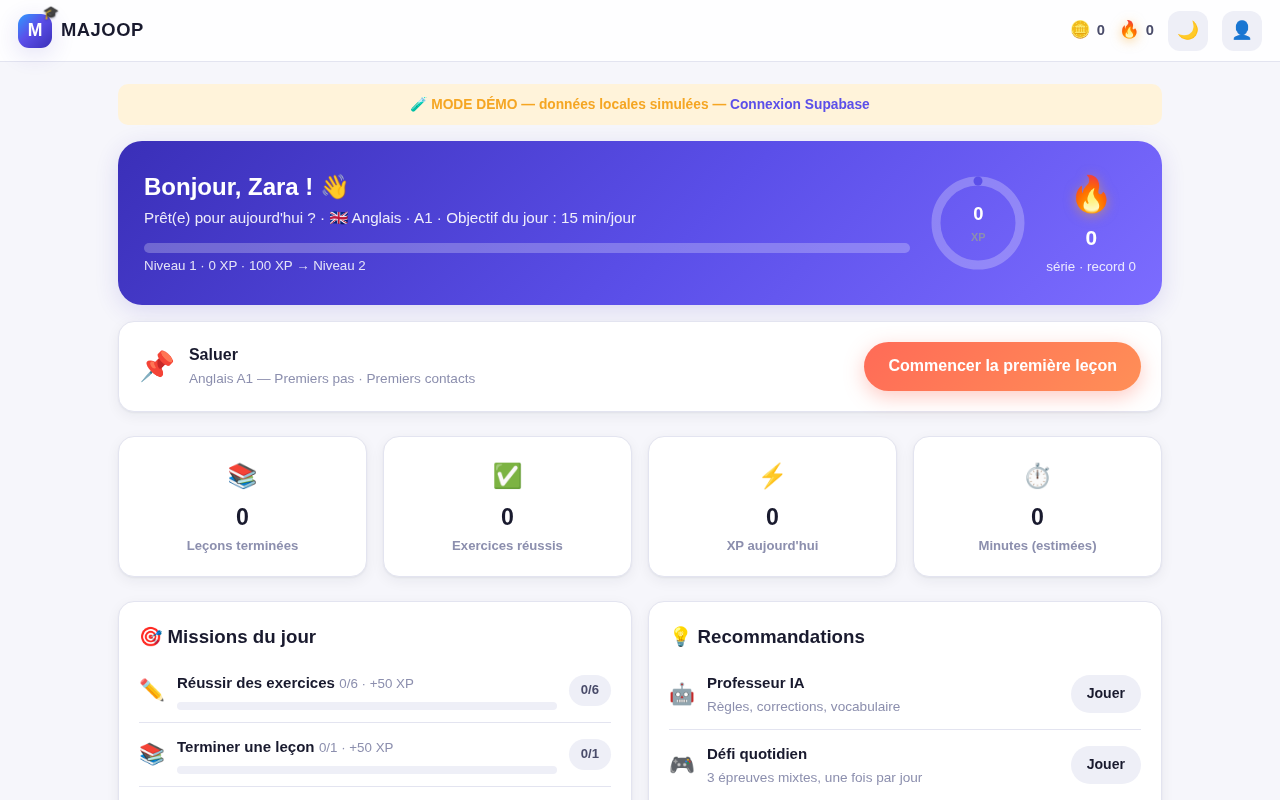 M MAJOOP
0 0
MODE DÉMO — données locales simulées — Connexion Supabase
Bonjour, Zara !
Prêt(e) pour aujourd'hui ? · Anglais · A1 · Objectif du jour : 15 min/jour
Niveau 1 · 0 XP · 100 XP → Niveau 2
0
XP
0
série · record 0
Saluer
Anglais A1 — Premiers pas · Premiers contacts
Commencer la première leçon
0
Leçons terminées
0
Exercices réussis
0
XP aujourd'hui
0
Minutes (estimées)
Missions du jour
Réussir des exercices 0/6 · +50 XP
0/6
Terminer une leçon 0/1 · +50 XP
0/1
Recommandations
Professeur IA
Règles, corrections, vocabulaire
Jouer
Défi quotidien
3 épreuves mixtes, une fois par jour
Jouer